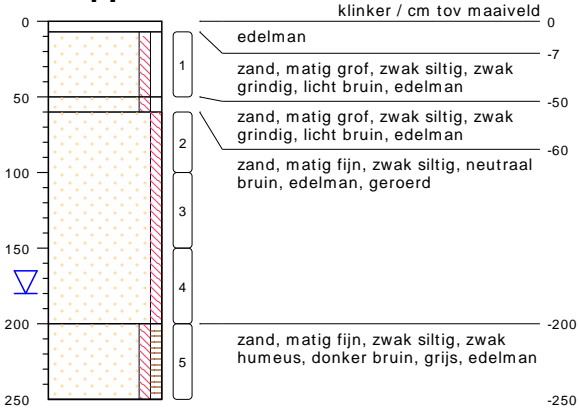 klinker / cm tov maaiveld
0
0
edelman
-7
zand, matig grof, zwak siltig, zwak
grindig, licht bruin, edelman
1
50
-50
zand, matig grof, zwak siltig, zwak
grindig, licht bruin, edelman
-60
2
zand, matig fijn, zwak siltig, neutraal
bruin, edelman, geroerd
100
3
150
4
200
-200
zand, matig fijn, zwak siltig, zwak
humeus, donker bruin, grijs, edelman
5
250
-250